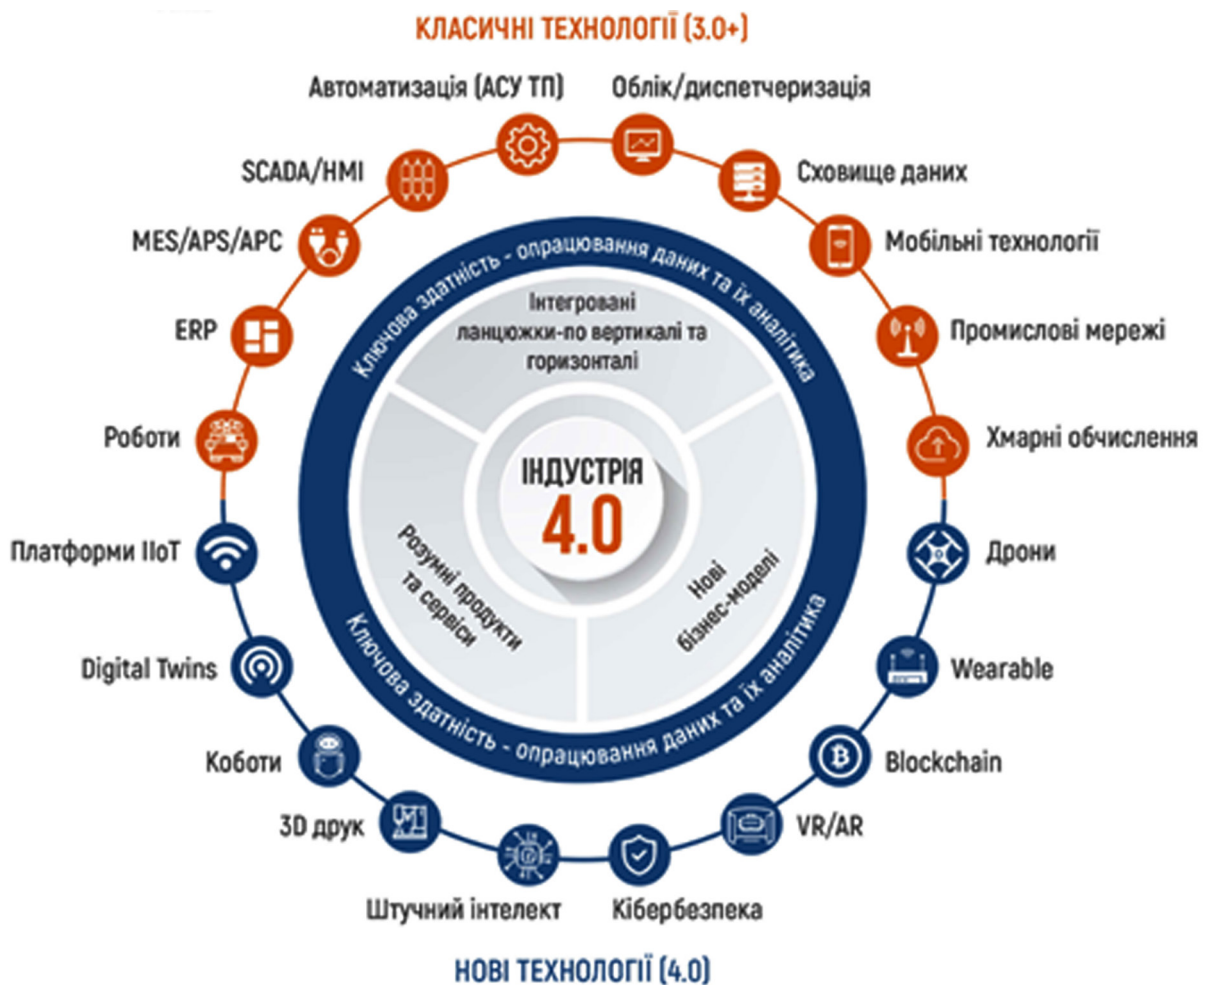 КЛАСИЧНІ ТЕХНОЛОГІЇ (3.0+)
Автоматизація (АСУ ТП)
Облік/диспетчеризація
SCADA/HMI
Сховище даних
MES/APS/APC
Мобільні технології
ERP
Промислові мережі
Роботи
Хмарні обчислення
Ключова здатність - опрацювання даних та їх аналітика
Інтегровані
ланцюжки-по вертикалі та
горизонталі
ІНДУСТРІЯ
4.0
Розумні продукти
та сервіси
Нові
бізнес-моделі
Ключова здатність - опрацювання даних та їх аналітика
Платформи IIoT
Дрони
Digital Twins
Wearable
Коботи
Blockchain
3D друк
VR/AR
Штучний інтелект
Кібербезпека
НОВІ ТЕХНОЛОГІЇ (4.0)